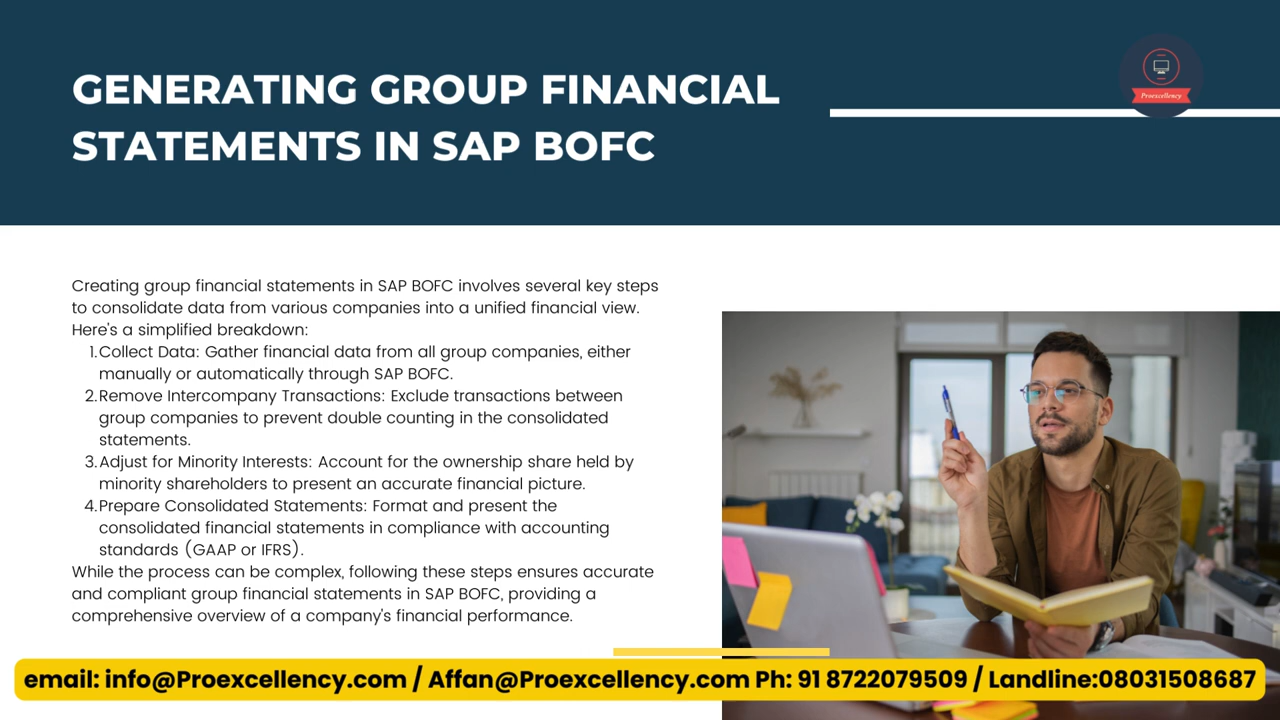 GENERATING GROUP FINANCIAL
STATEMENTS IN SAP BOFC
Proexcellency
Creating group financial statements in SAP BOFC involves several key steps
to consolidate data from various companies into a unified financial view.
Here's a simplified breakdown:
1. Collect Data: Gather financial data from all group companies, either
manually or automatically through SAP BOFC.
2. Remove Intercompany Transactions: Exclude transactions between
group companies to prevent double counting in the consolidated
statements.
3. Adjust for Minority Interests: Account for the ownership share held by
minority shareholders to present an accurate financial picture.
4. Prepare Consolidated Statements: Format and present the
consolidated financial statements in compliance with accounting
standards (GAAP or IFRS).
While the process can be complex, following these steps ensures accurate
and compliant group financial statements in SAP BOFC, providing a
comprehensive overview of a company's financial performance.
email: info@Proexcellency.com / Affan@Proexcellency.com Ph: 91 8722079509 / Landline:08031508687